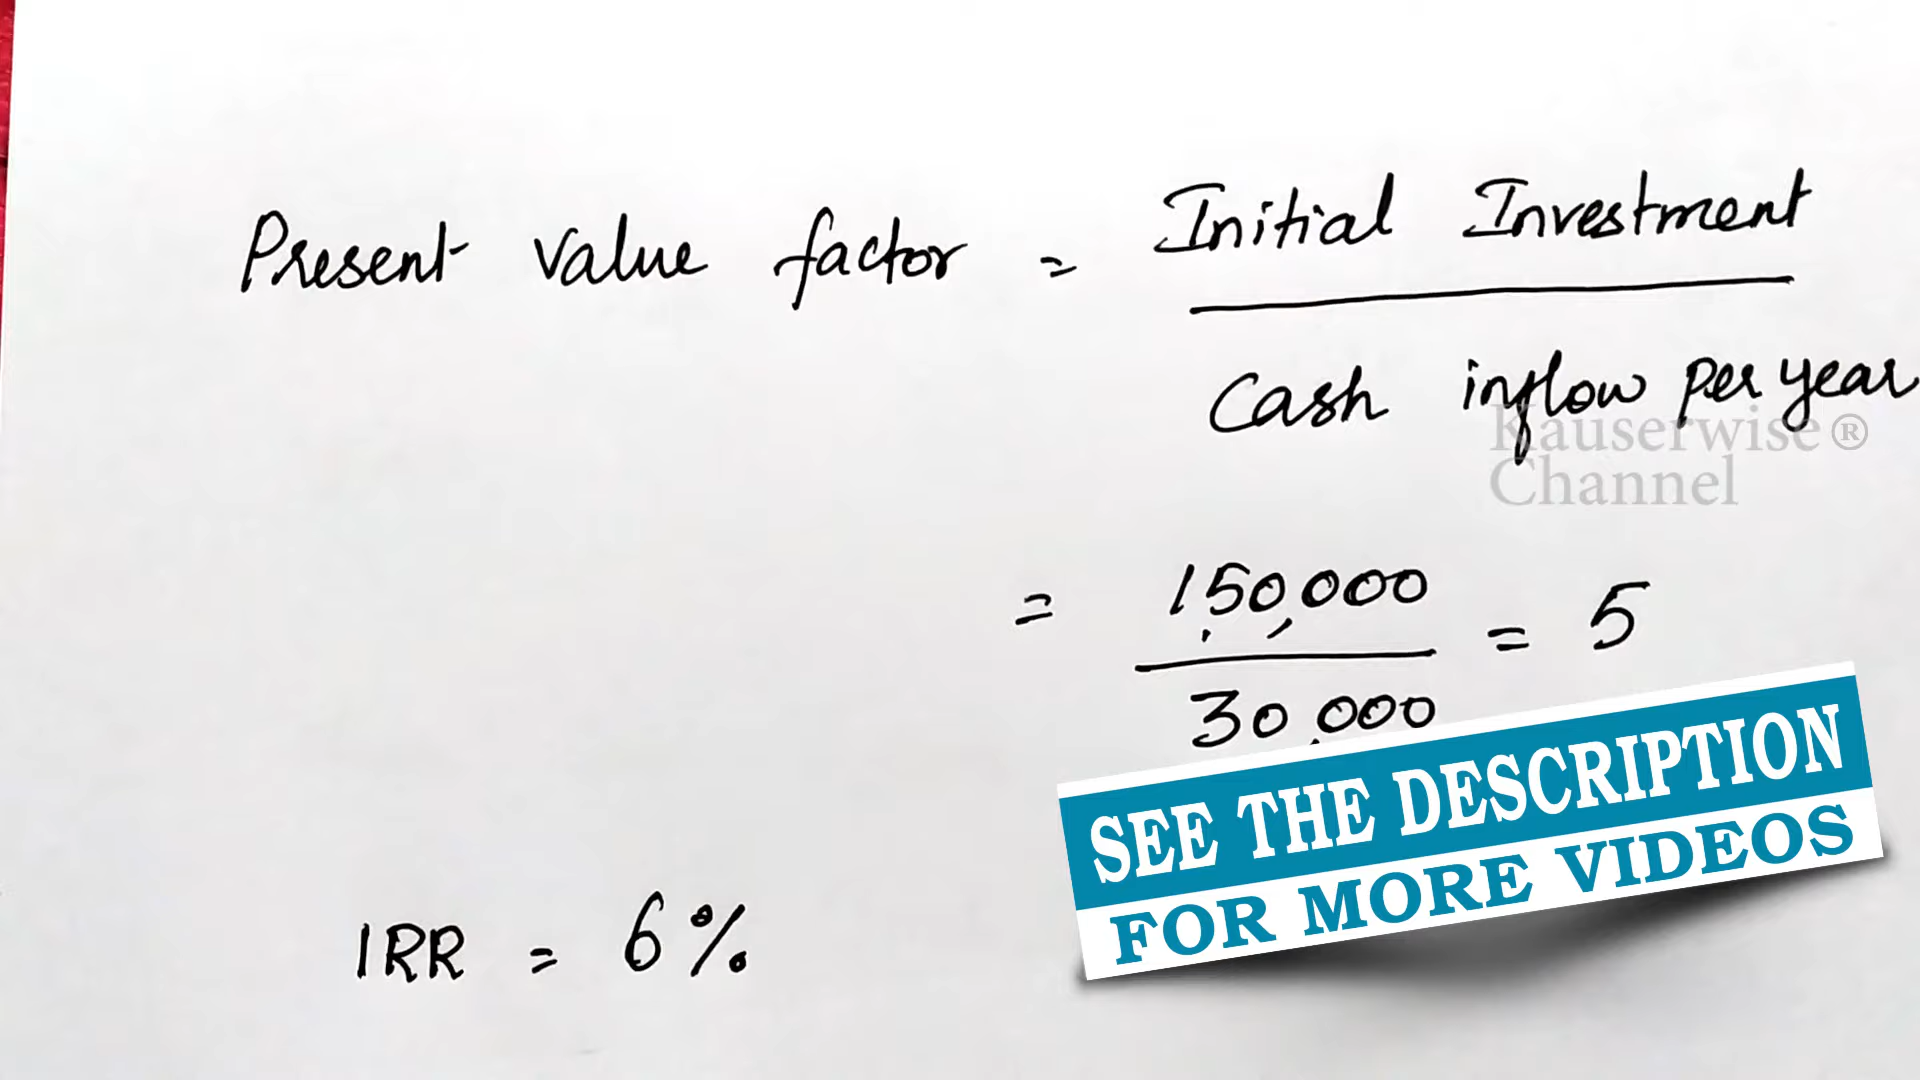 Present value factor = Initial Investment
Cash inflow per year
Kauserwise®
Channel
= 150,000 = 5
30,000
SEE THE DESCRIPTION
FOR MORE VIDEOS
IRR = 6%